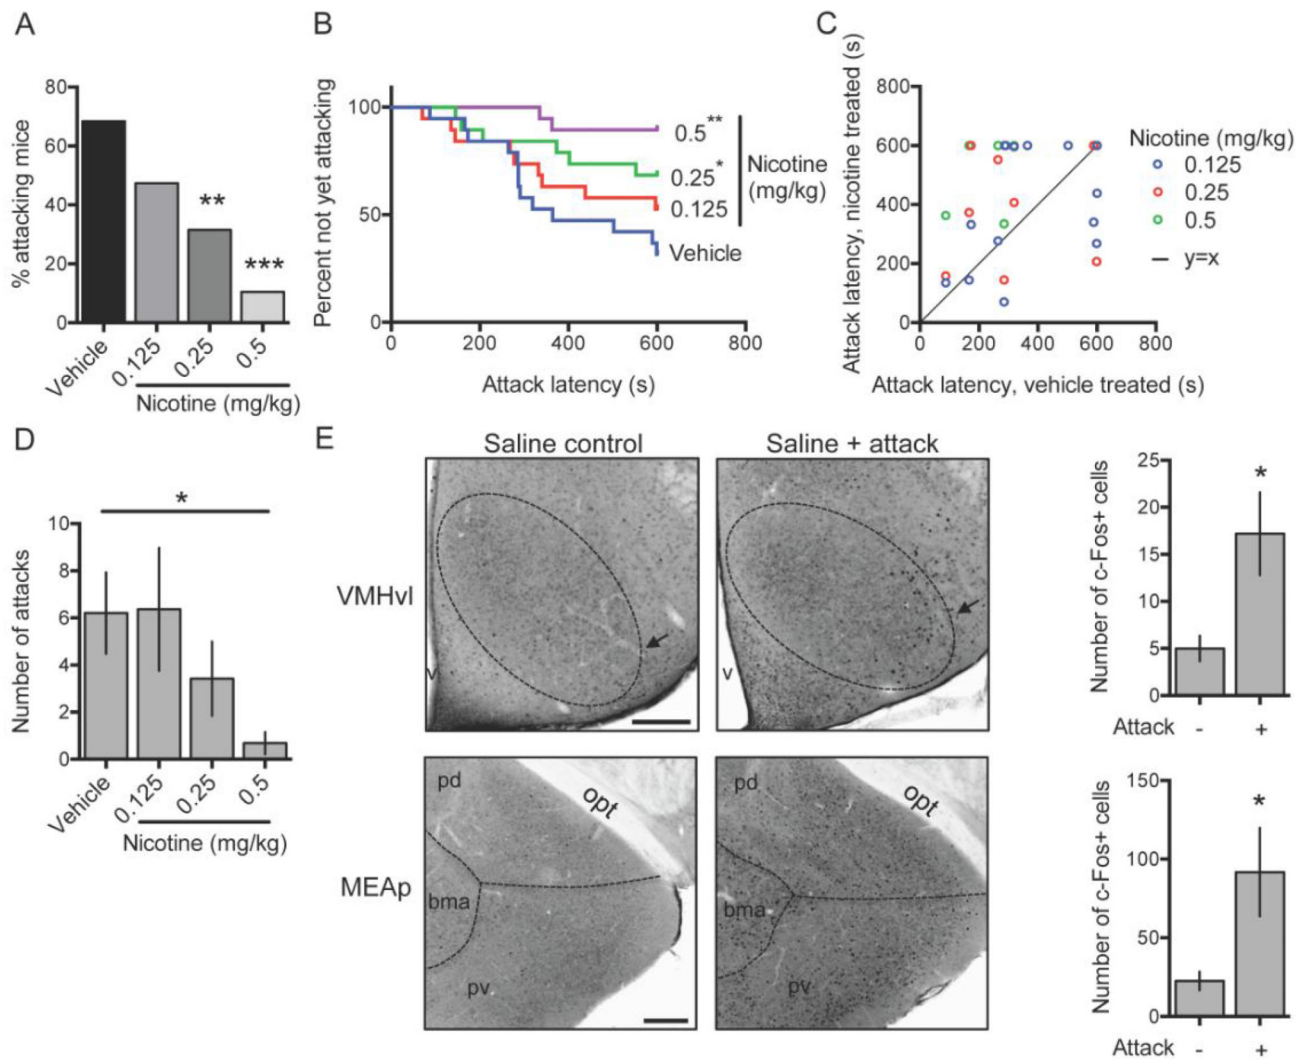 A
% attacking mice
80
60
40
20
0
**
***
Vehicle
0.125
0.25
0.5
Nicotine (mg/kg)
B
Percent not yet attacking
100
50
0
0.5**
0.25*
0.125
Vehicle
Nicotine
(mg/kg)
0 200 400 600 800
Attack latency (s)
C
Attack latency, nicotine treated (s)
800
600
400
200
0
0 200 400 600 800
Attack latency, vehicle treated (s)
Nicotine (mg/kg)
0.125
0.25
0.5
y=x
D
Number of attacks
10
8
6
4
2
0
*
Vehicle
0.125
0.25
0.5
Nicotine (mg/kg)
E
Saline control
Saline + attack
VMHvl
v
v
Number of c-Fos+ cells
25
20
15
10
5
0
*
Attack - +
MEAp
pd
opt
bma
pv
pd
opt
bma
pv
Number of c-Fos+ cells
150
100
50
0
*
Attack - +